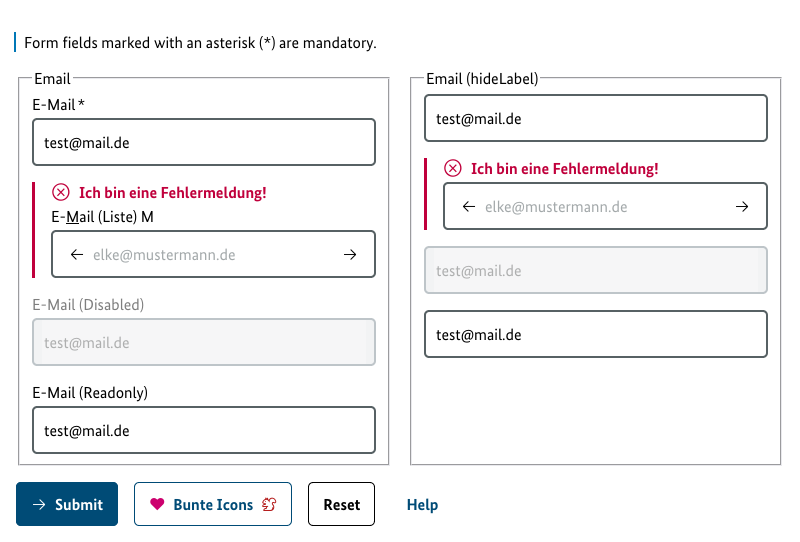 Form fields marked with an asterisk (*) are mandatory.
Email
E-Mail *
test@mail.de
Ich bin eine Fehlermeldung!
E-Mail (Liste) M
elke@mustermann.de
E-Mail (Disabled)
test@mail.de
E-Mail (Readonly)
test@mail.de
Email (hideLabel)
test@mail.de
Ich bin eine Fehlermeldung!
elke@mustermann.de
test@mail.de
test@mail.de
Submit
Bunte Icons
Reset
Help